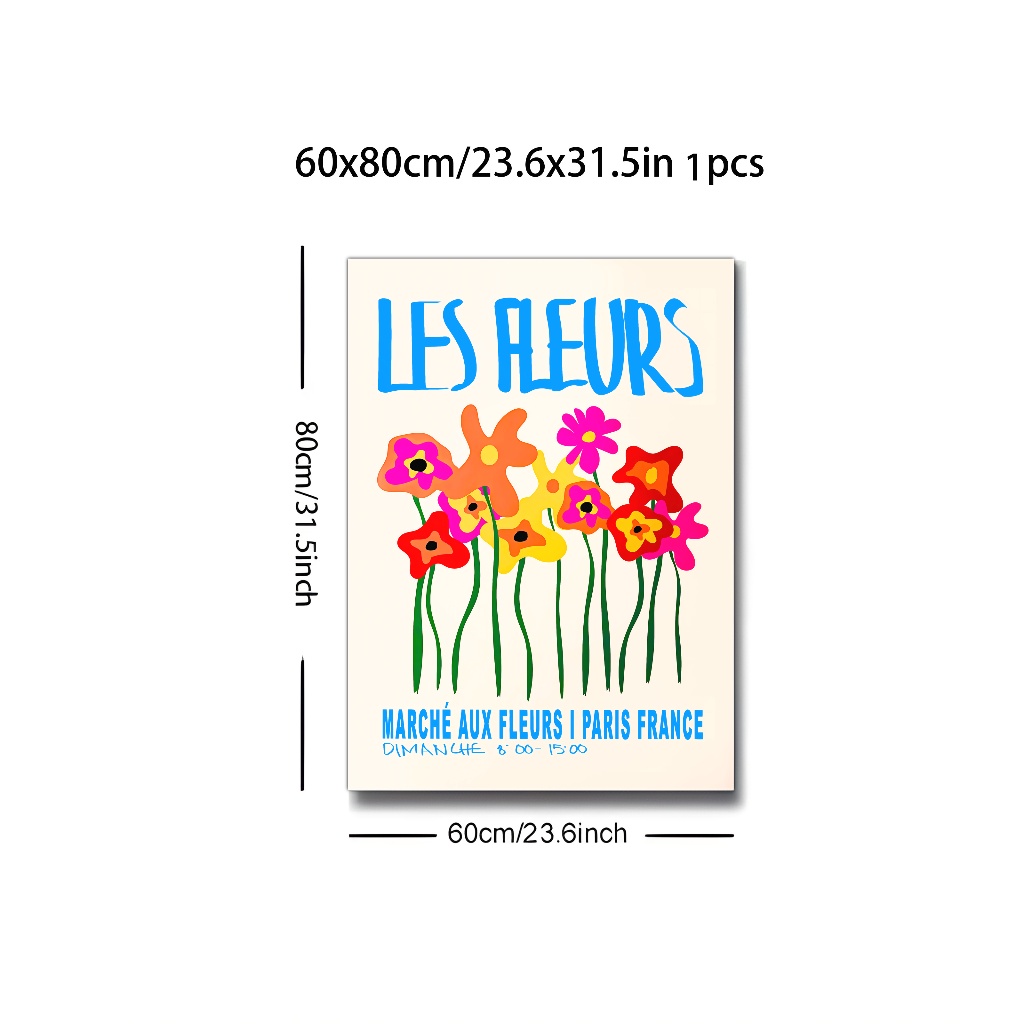 60x80cm/23.6x31.5in 1pcs
LES FLEURS
80cm/31.5inch
MARCHÉ AUX FLEURS I PARIS FRANCE
DIMANCHE 8:00-15:00
60cm/23.6inch